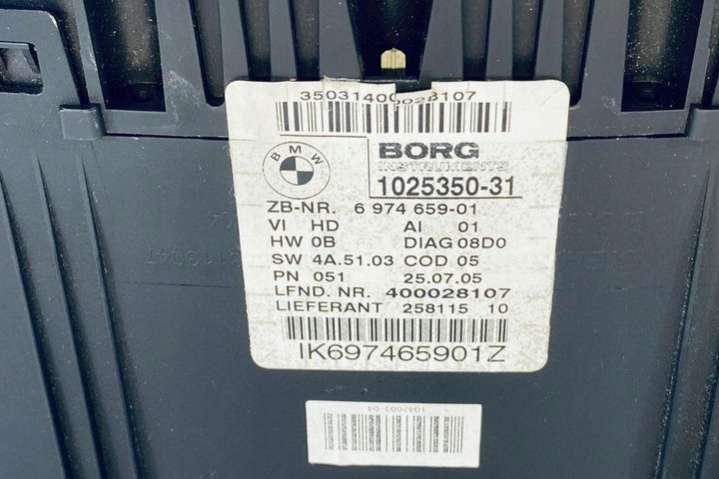 35031400028107
BMW
BORG
INSTRUMENTS
1025350-31
ZB-NR. 6 974 659-01
VI HD AI 01
HW 0B DIAG 08D0
SW 4A.51.03 COD 05
PN 051 25.07.05
LFND. NR. 400028107
LIEFERANT 258115 10
IK697465901Z